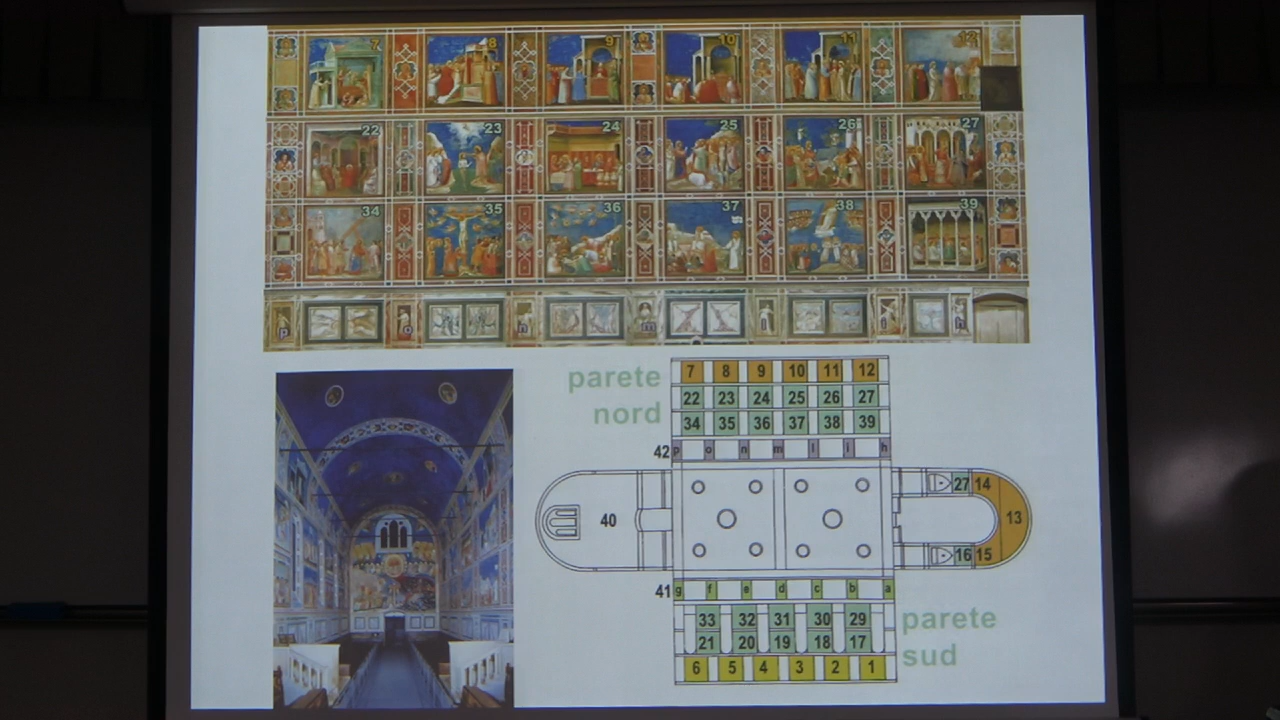 7 8 9 10 11 12
22 23 24 25 26 27
34 35 36 37 38 39
p o n m l i h
parete
nord
7 8 9 10 11 12
22 23 24 25 26 27
34 35 36 37 38 39
42 p o n m l i h
40
27 14
13
16 15
41 g f e d c b a
33 32 31 30 29
21 20 19 18 17
6 5 4 3 2 1
parete
sud